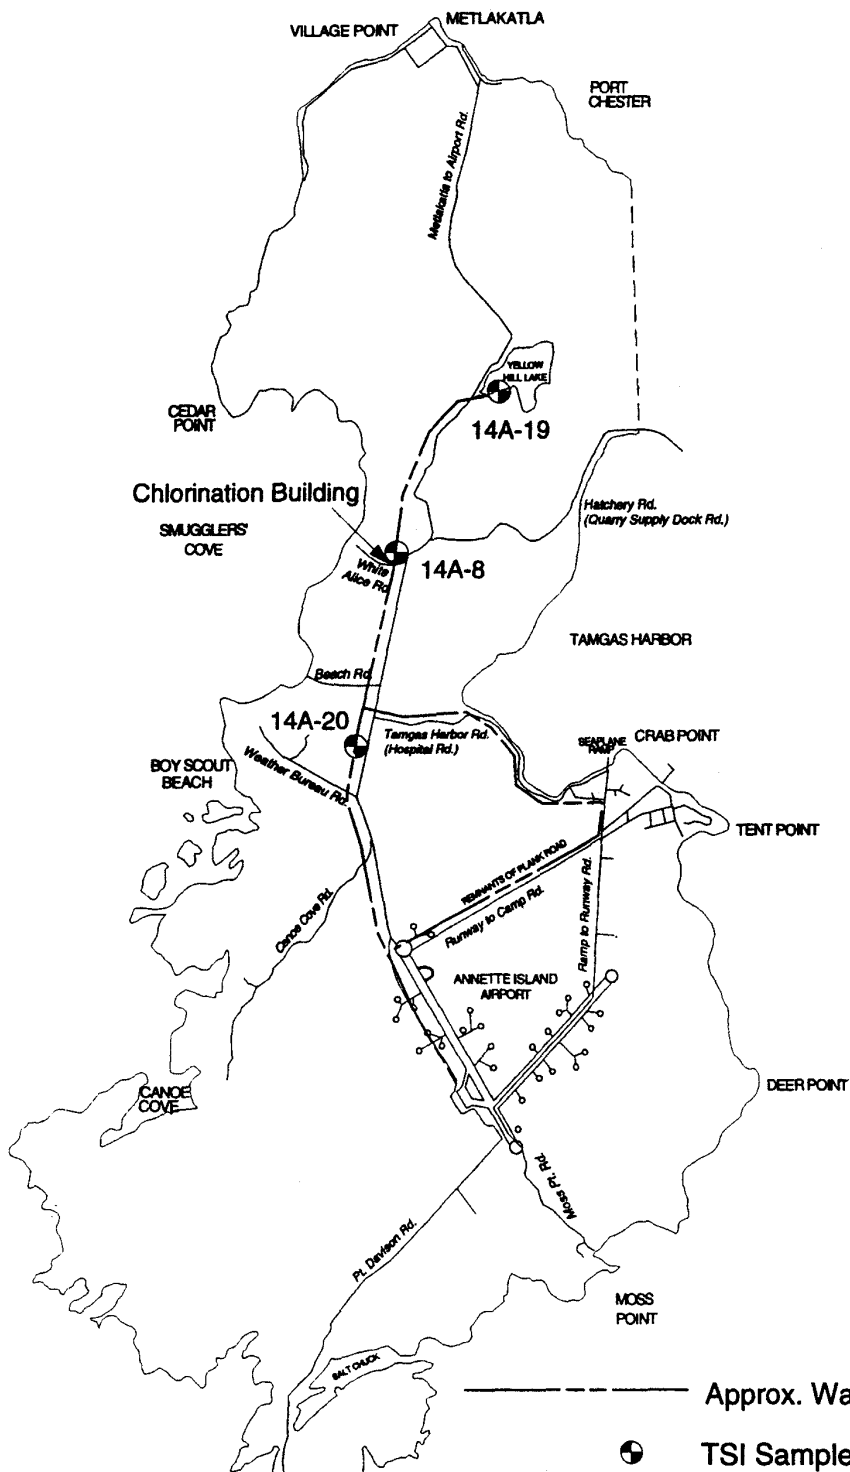 METLAKATLA
VILLAGE POINT
PORT
CHESTER
Metlakatla to Airport Rd.
YELLOW
HILL LAKE
CEDAR
POINT
14A-19
Chlorination Building
SMUGGLERS'
COVE
Hatchery Rd.
(Quarry Supply Dock Rd.)
White
Alice Rd.
14A-8
TAMGAS HARBOR
Beach Rd.
14A-20
Tamgas Harbor Rd.
(Hospital Rd.)
SEAPLANE
RAMP
CRAB POINT
BOY SCOUT
BEACH
Weather Bureau Rd.
TENT POINT
REMNANTS OF PLANK ROAD
Runway to Camp Rd.
Canoe Cove Rd.
Ramp to Runway Rd.
ANNETTE ISLAND
AIRPORT
CANOE
COVE
DEER POINT
Moss Pt. Rd.
Pt. Davison Rd.
MOSS
POINT
SALT CHUCK
Approx. Wa
TSI Sample